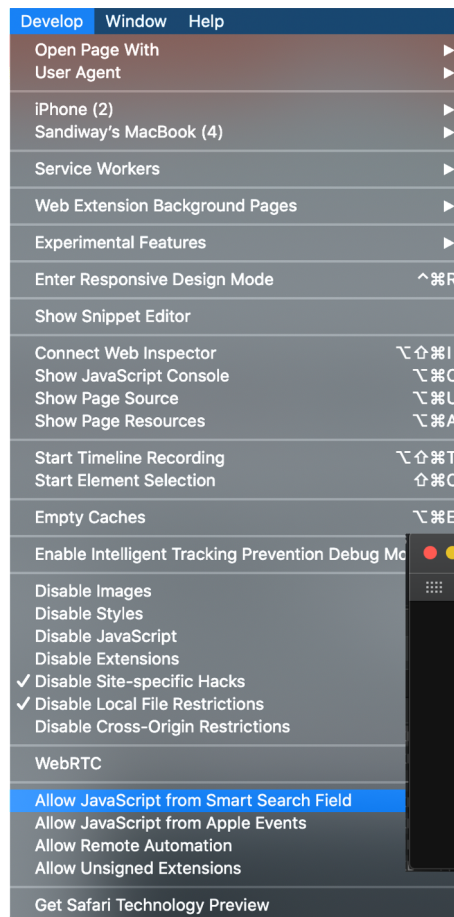 Develop Window Help
Open Page With ▶
User Agent ▶
iPhone (2) ▶
Sandiway's MacBook (4) ▶
Service Workers ▶
Web Extension Background Pages ▶
Experimental Features ▶
Enter Responsive Design Mode ^⌘R
Show Snippet Editor
Connect Web Inspector ⌥⇧⌘I
Show JavaScript Console ⌥⌘C
Show Page Source ⌥⌘U
Show Page Resources ⌥⌘A
Start Timeline Recording ⌥⇧⌘T
Start Element Selection ⇧⌘C
Empty Caches ⌥⌘E
Enable Intelligent Tracking Prevention Debug Mo
Disable Images
Disable Styles
Disable JavaScript
Disable Extensions
✓ Disable Site-specific Hacks
✓ Disable Local File Restrictions
Disable Cross-Origin Restrictions
WebRTC
Allow JavaScript from Smart Search Field
Allow JavaScript from Apple Events
Allow Remote Automation
Allow Unsigned Extensions
Get Safari Technology Preview